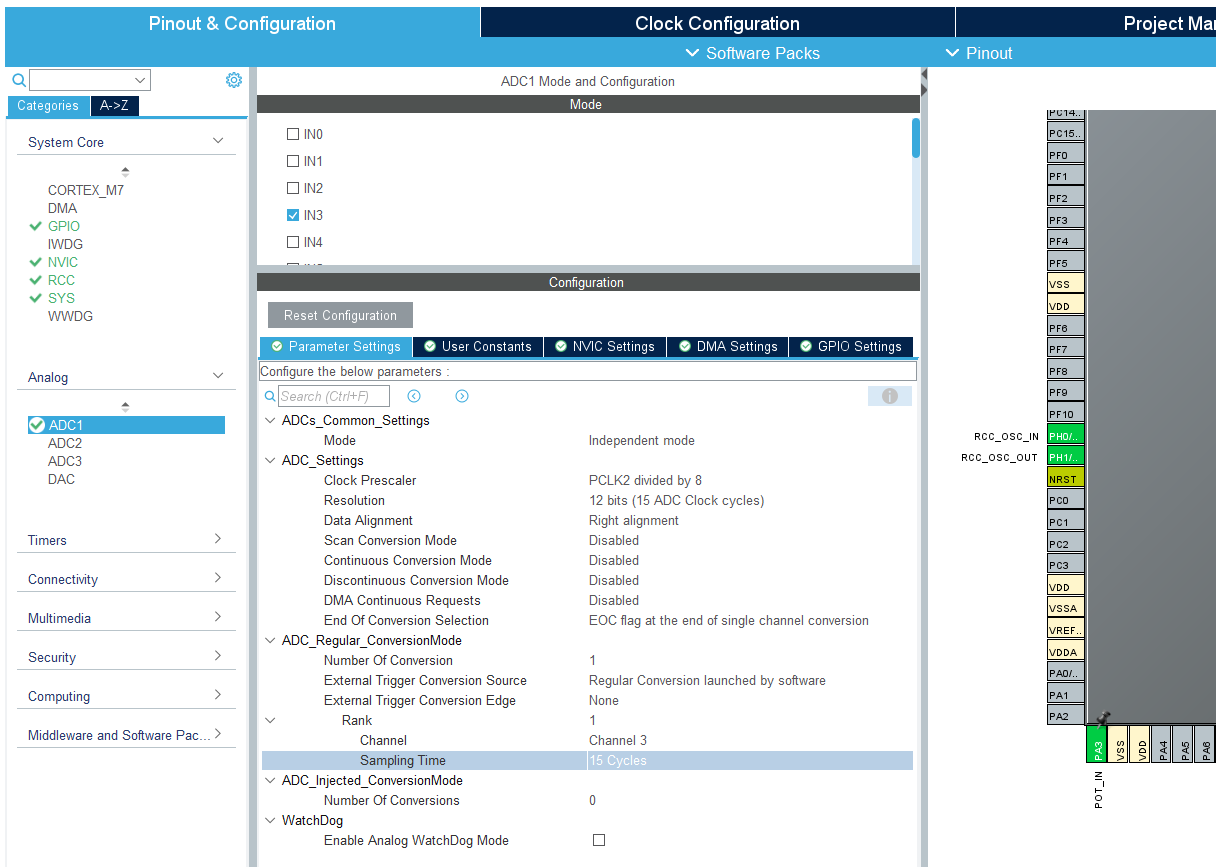 Pinout & Configuration
Clock Configuration
Project Mar
Software Packs
Pinout
Categories
A->Z
System Core
CORTEX_M7
DMA
GPIO
IWDG
NVIC
RCC
SYS
WWDG
Analog
ADC1
ADC2
ADC3
DAC
Timers
Connectivity
Multimedia
Security
Computing
Middleware and Software Pac...
ADC1 Mode and Configuration
Mode
IN0
IN1
IN2
IN3
IN4
Configuration
Reset Configuration
Parameter Settings
User Constants
NVIC Settings
DMA Settings
GPIO Settings
Configure the below parameters :
Search (Ctrl+F)
ADCs_Common_Settings
Mode Independent mode
ADC_Settings
Clock Prescaler PCLK2 divided by 8
Resolution 12 bits (15 ADC Clock cycles)
Data Alignment Right alignment
Scan Conversion Mode Disabled
Continuous Conversion Mode Disabled
Discontinuous Conversion Mode Disabled
DMA Continuous Requests Disabled
End Of Conversion Selection EOC flag at the end of single channel conversion
ADC_Regular_ConversionMode
Number Of Conversion 1
External Trigger Conversion Source Regular Conversion launched by software
External Trigger Conversion Edge None
Rank 1
Channel Channel 3
Sampling Time 15 Cycles
ADC_Injected_ConversionMode
Number Of Conversions 0
WatchDog
Enable Analog WatchDog Mode
PC14..
PC15..
PF0
PF1
PF2
PF3
PF4
PF5
VSS
VDD
PF6
PF7
PF8
PF9
PF10
RCC_OSC_IN PH0/..
RCC_OSC_OUT PH1/..
NRST
PC0
PC1
PC2
PC3
VDD
VSSA
VREF..
VDDA
PA0/..
PA1
PA2
PA3
VSS
VDD
PA4
PA5
PA6
POT_IN